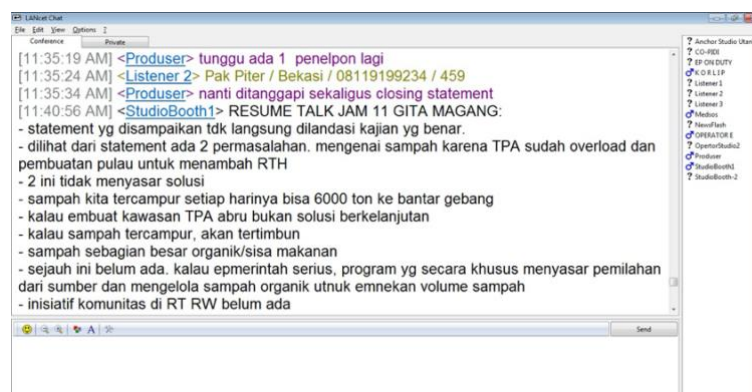 LANcet Chat
File Edit View Options ?
Conference Private
[11:35:19 AM] <Produser> tunggu ada 1 penelpon lagi
[11:35:24 AM] <Listener 2> Pak Piter / Bekasi / 08119199234 / 459
[11:35:34 AM] <Produser> nanti ditanggapi sekaligus closing statement
[11:40:56 AM] <StudioBooth1> RESUME TALK JAM 11 GITA MAGANG:
- statement yg disampaikan tdk langsung dilandasi kajian yg benar.
- dilihat dari statement ada 2 permasalahan. mengenai sampah karena TPA sudah overload dan
pembuatan pulau untuk menambah RTH
- 2 ini tidak menyasar solusi
- sampah kita tercampur setiap harinya bisa 6000 ton ke bantar gebang
- kalau embuat kawasan TPA abru bukan solusi berkelanjutan
- kalau sampah tercampur, akan tertimbun
- sampah sebagian besar organik/sisa makanan
- sejauh ini belum ada. kalau epmerintah serius, program yg secara khusus menyasar pemilahan
dari sumber dan mengelola sampah organik utnuk emnekan volume sampah
- inisiatif komunitas di RT RW belum ada
Send
? Anchor Studio Utam
? CO-RIDI
? EP ON DUTY
K O R L I P
? Listener1
? Listener 2
? Listener 3
Medsos
? NewsFlash
OPERATOR E
? OpertorStudio2
Produser
StudioBooth1
? StudioBooth-2